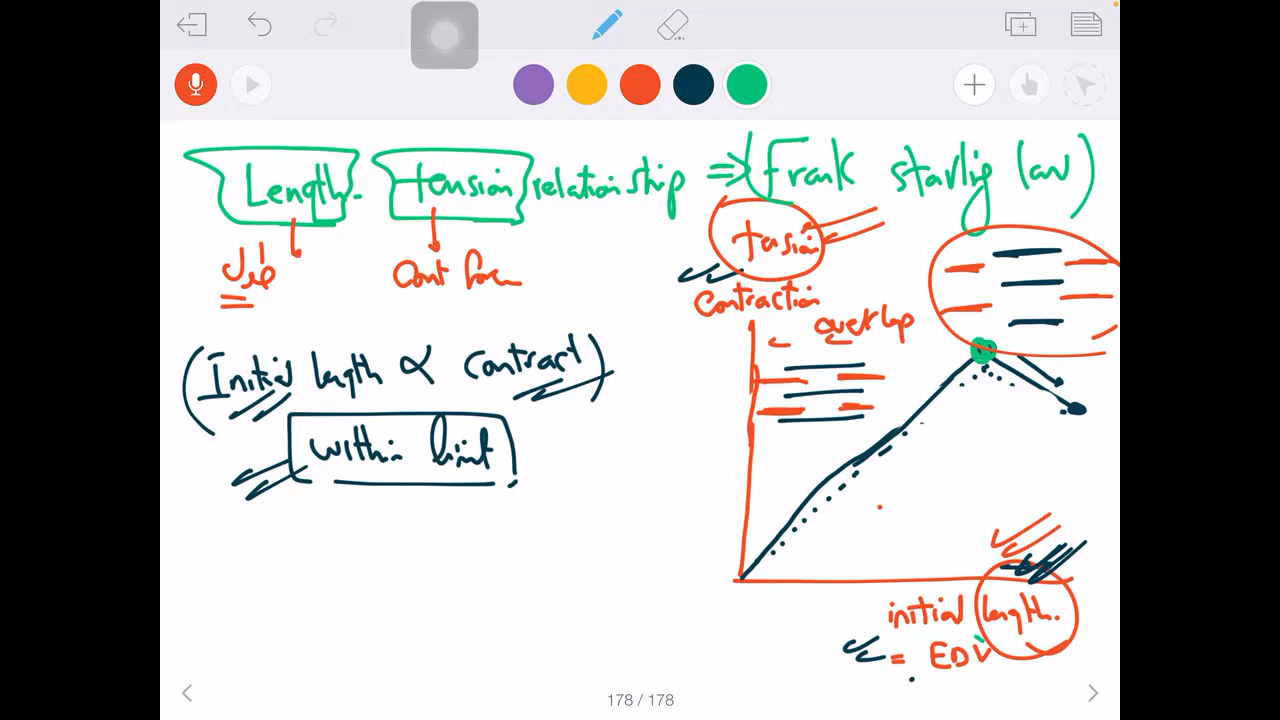 Length - tension relationship => (Frank starling law)
طول
Cont force
tension
contraction
overlap
(Initial length ∝ contract)
within limit
initial length.
= EDV
178 / 178